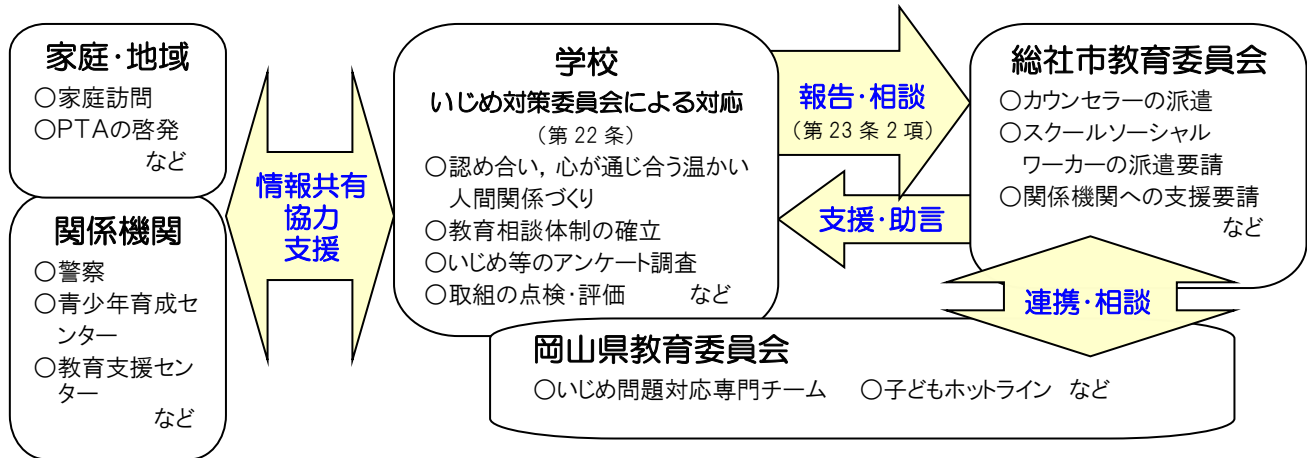 家庭・地域
○家庭訪問
○PTAの啓発
など
関係機関
○警察
○青少年育成セ
ンター
○教育支援セン
ター
など
情報共有
協力
支援
学校
いじめ対策委員会による対応
（第22条）
○認め合い，心が通じ合う温かい
人間関係づくり
○教育相談体制の確立
○いじめ等のアンケート調査
○取組の点検・評価　　など
報告・相談
（第23条2項）
支援・助言
総社市教育委員会
○カウンセラーの派遣
○スクールソーシャル
ワーカーの派遣要請
○関係機関への支援要請
など
連携・相談
岡山県教育委員会
○いじめ問題対応専門チーム　○子どもホットライン　など